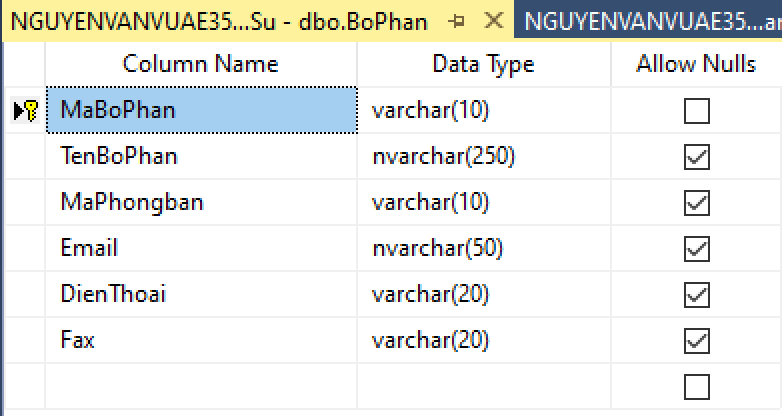 NGUYENVANVUAE35...Su - dbo.BoPhan NGUYENVANVUAE35...ar
Column Name Data Type Allow Nulls
MaBoPhan varchar(10)
TenBoPhan nvarchar(250)
MaPhongban varchar(10)
Email nvarchar(50)
DienThoai varchar(20)
Fax varchar(20)